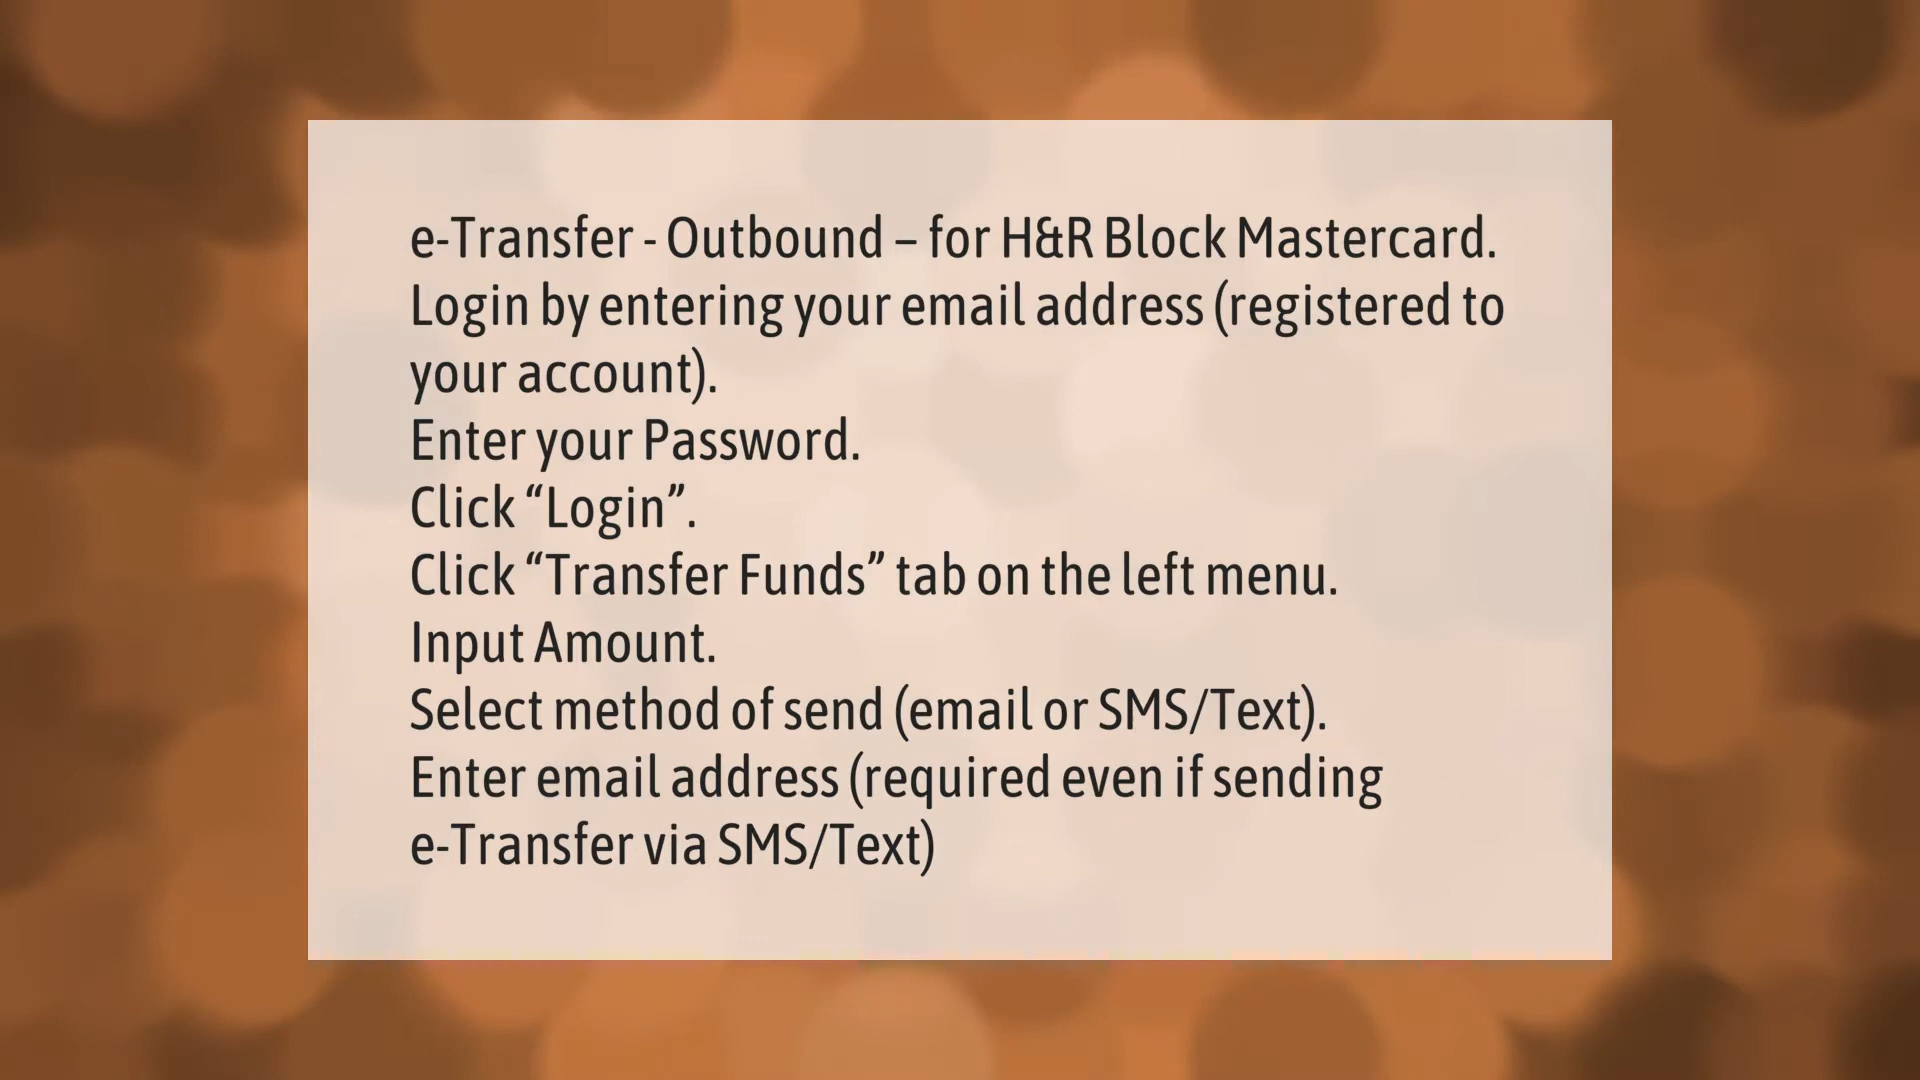 e-Transfer - Outbound – for H&R Block Mastercard.
Login by entering your email address (registered to
your account).
Enter your Password.
Click “Login”.
Click “Transfer Funds” tab on the left menu.
Input Amount.
Select method of send (email or SMS/Text).
Enter email address (required even if sending
e-Transfer via SMS/Text)